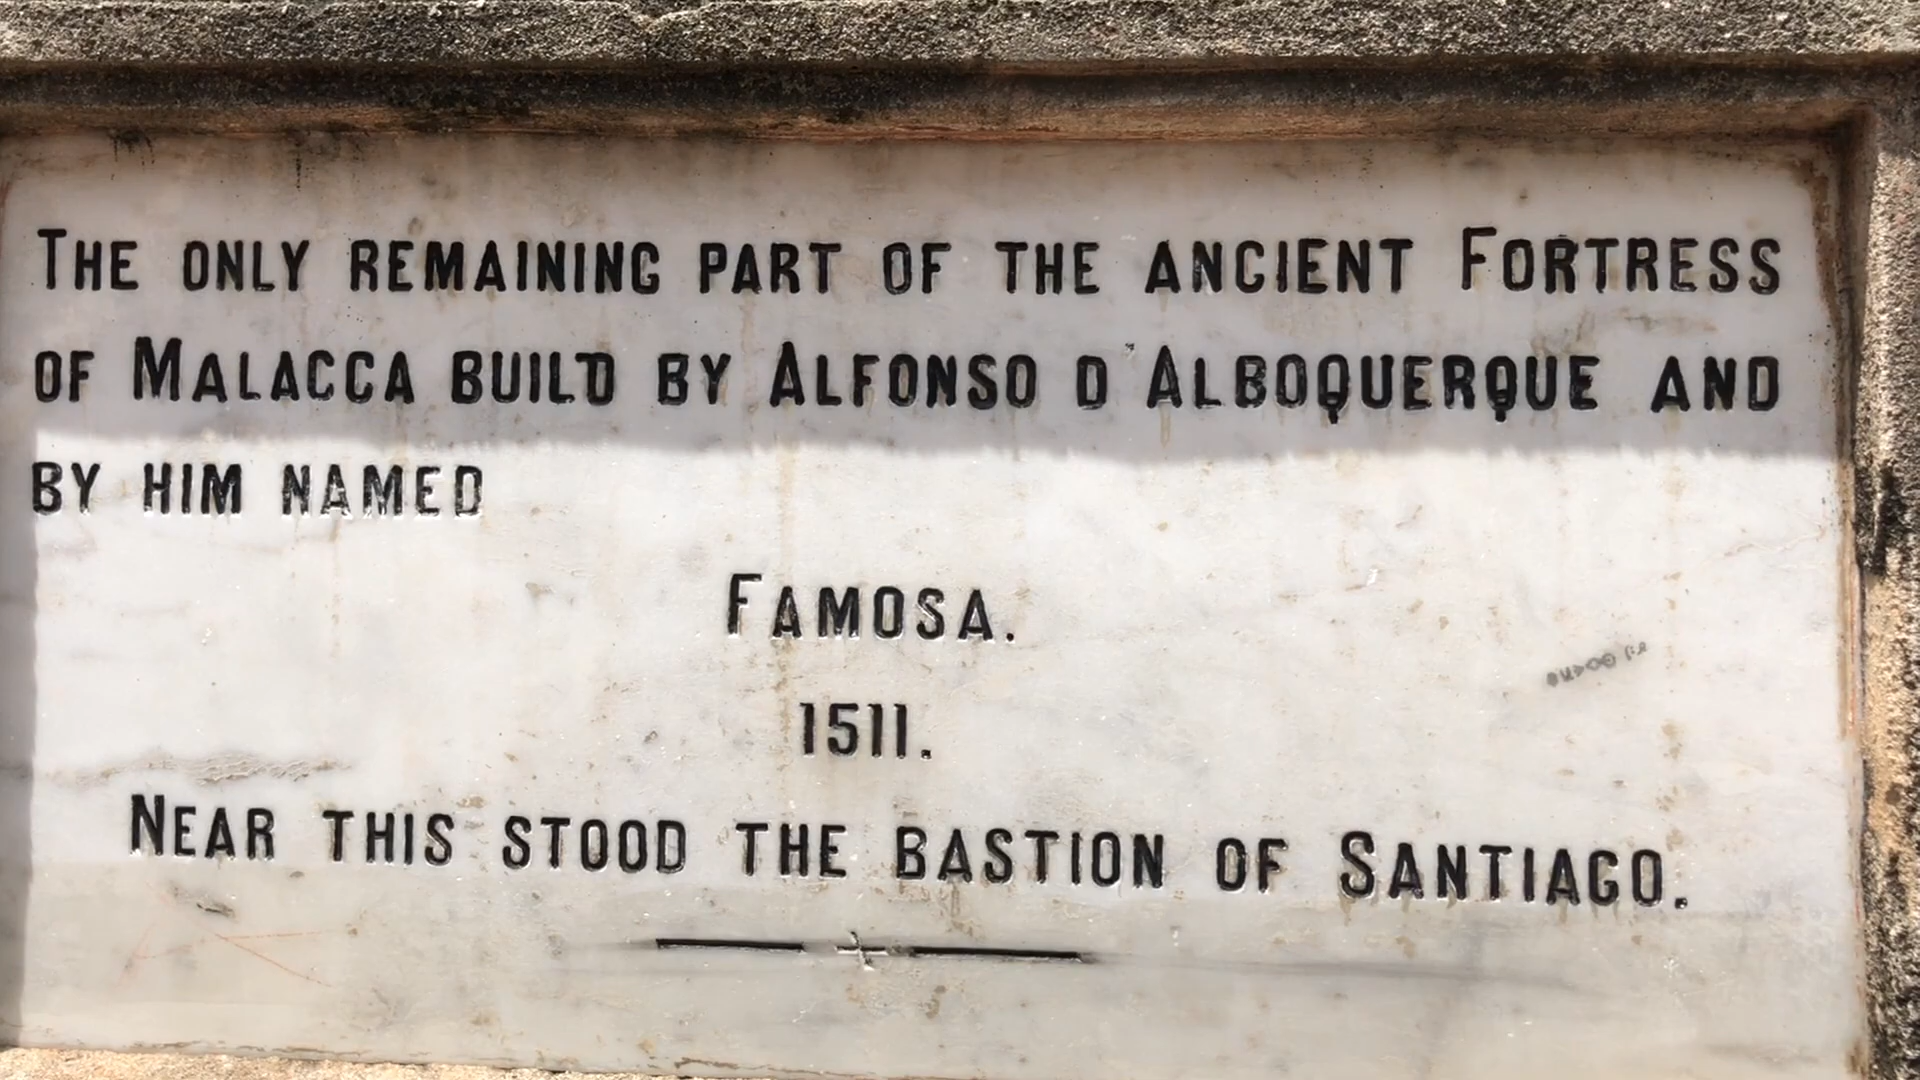 THE ONLY REMAINING PART OF THE ANCIENT FORTRESS
OF MALACCA BUILD BY ALFONSO D'ALBOQUERQUE AND
BY HIM NAMED
FAMOSA.
1511.
NEAR THIS STOOD THE BASTION OF SANTIAGO.